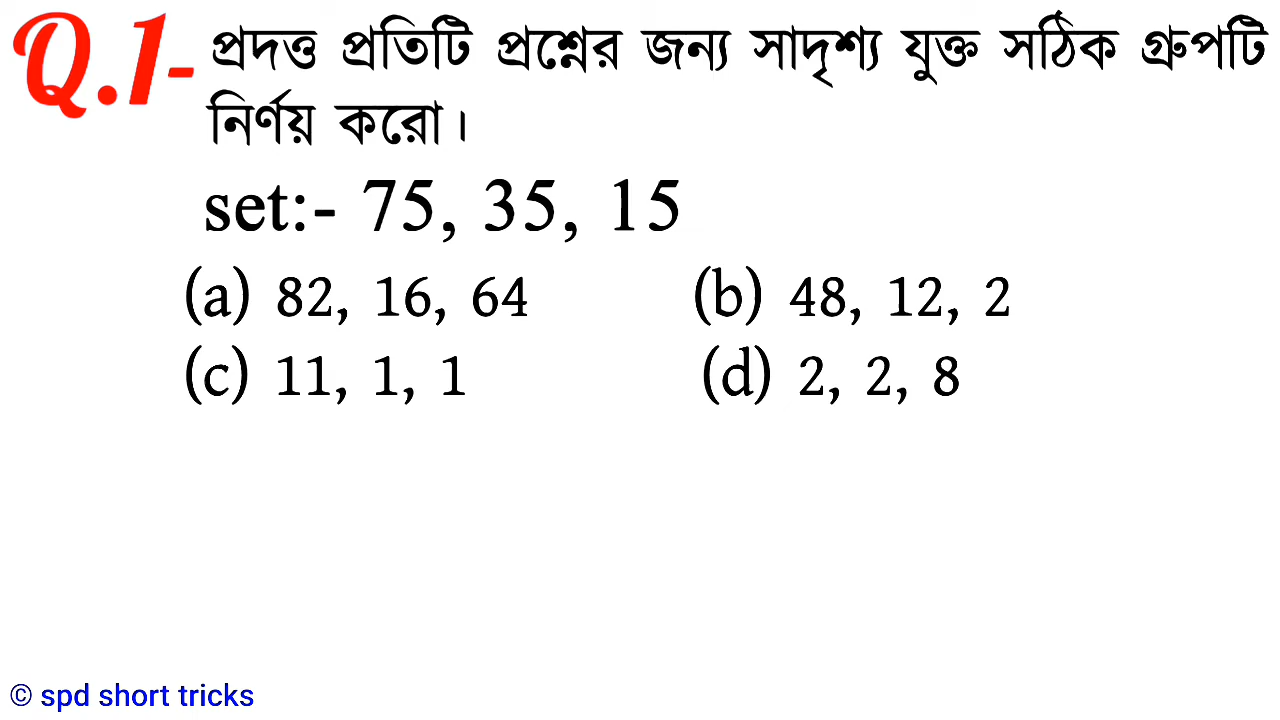 Q.1- প্রদত্ত প্রতিটি প্রশ্নের জন্য সাদৃশ্য যুক্ত সঠিক গ্রুপটি
নির্ণয় করো।
set:- 75, 35, 15
(a) 82, 16, 64 (b) 48, 12, 2
(c) 11, 1, 1 (d) 2, 2, 8
© spd short tricks